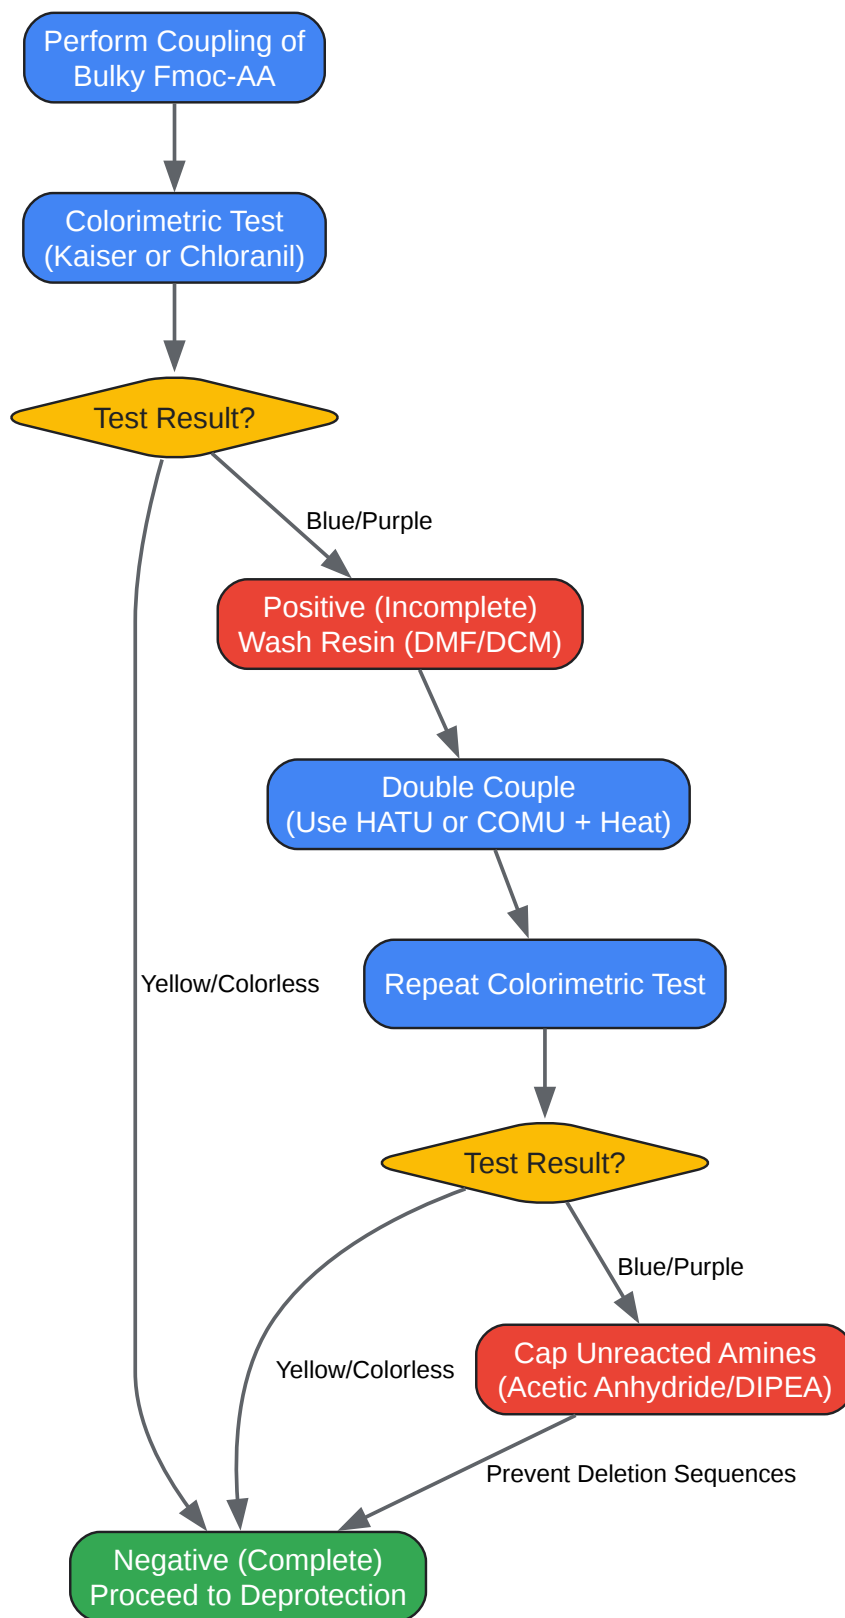 Perform Coupling of
Bulky Fmoc-AA
Colorimetric Test
(Kaiser or Chloranil)
Test Result?
Blue/Purple
Positive (Incomplete)
Wash Resin (DMF/DCM)
Double Couple
(Use HATU or COMU + Heat)
Yellow/Colorless
Repeat Colorimetric Test
Test Result?
Blue/Purple
Cap Unreacted Amines
(Acetic Anhydride/DIPEA)
Yellow/Colorless
Prevent Deletion Sequences
Negative (Complete)
Proceed to Deprotection